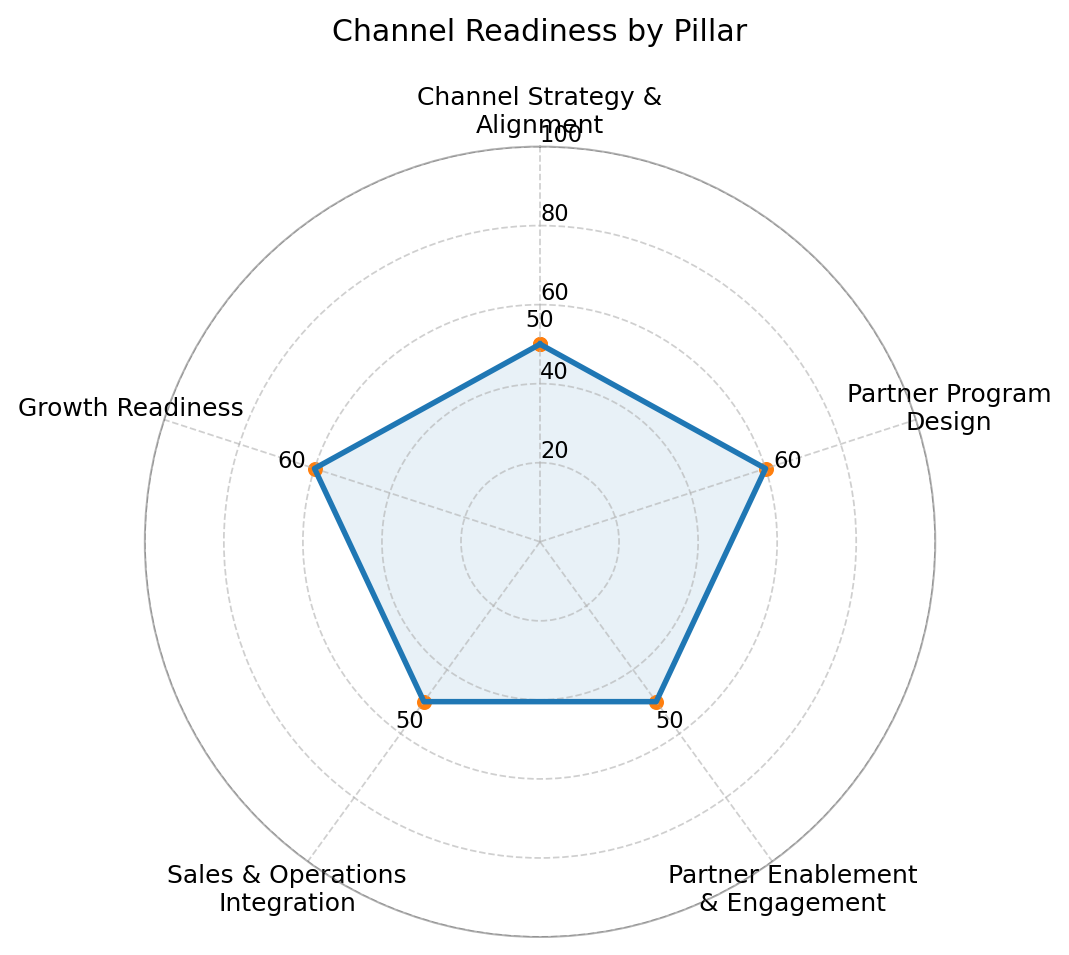 Channel Readiness by Pillar
Channel Strategy &
Alignment
100
80
60
50
40
20
Growth Readiness
60
Partner Program
Design
60
50
50
Sales & Operations
Integration
Partner Enablement
& Engagement